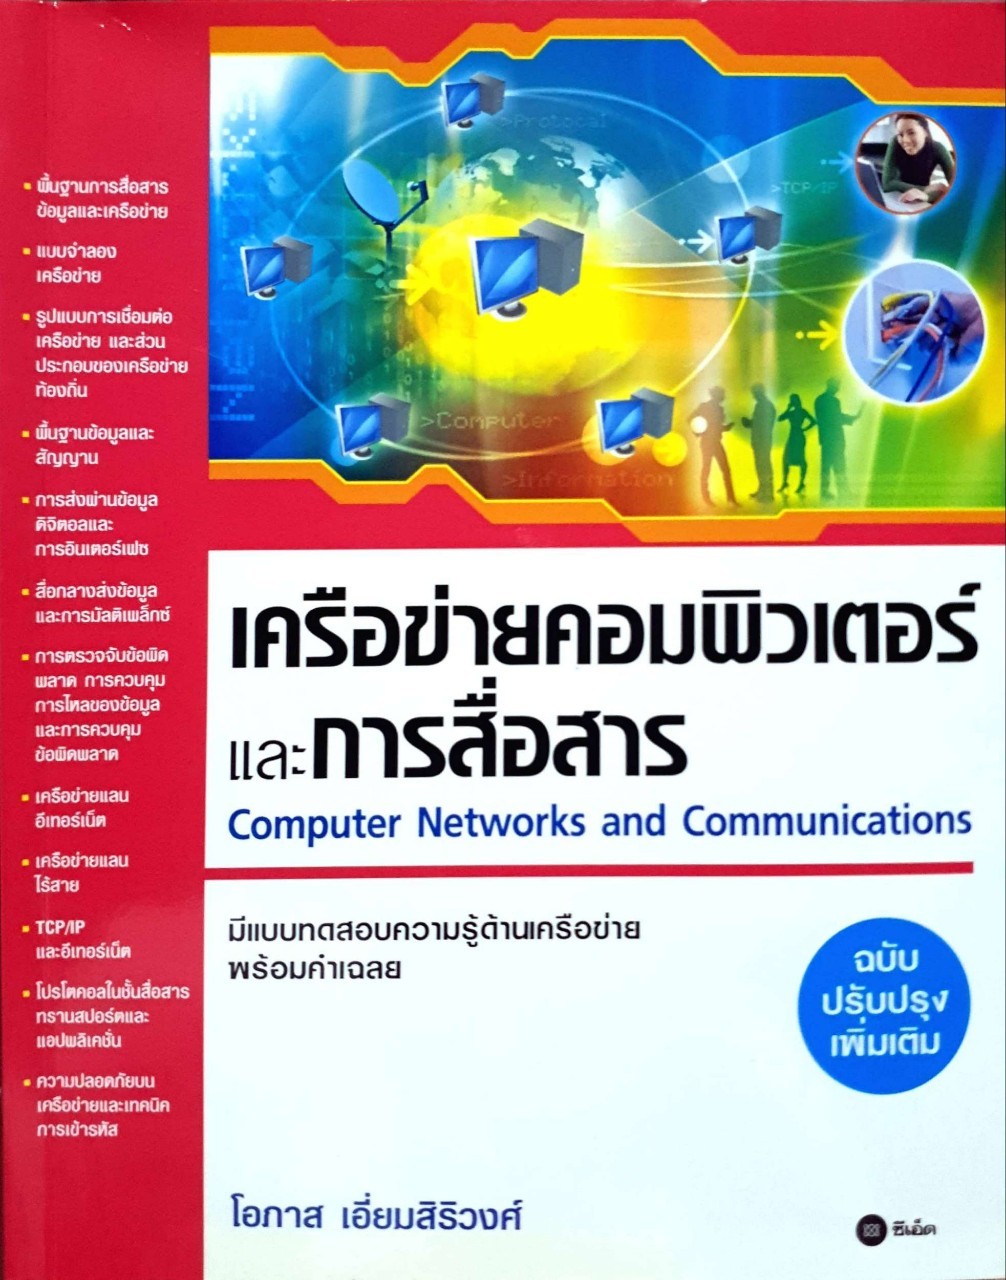 >Protocol
>TCP/IP
>Computer
>Information
▪ พื้นฐานการสื่อสาร
ข้อมูลและเครือข่าย
▪ แบบจำลอง
เครือข่าย
▪ รูปแบบการเชื่อมต่อ
เครือข่าย และส่วน
ประกอบของเครือข่าย
ท้องถิ่น
▪ พื้นฐานข้อมูลและ
สัญญาน
▪ การส่งผ่านข้อมูล
ดิจิตอลและ
การอินเตอร์เฟซ
▪ สื่อกลางส่งข้อมูล
และการมัลติเพล็กซ์
▪ การตรวจจับข้อผิด
พลาด การควบคุม
การไหลของข้อมูล
และการควบคุม
ข้อผิดพลาด
▪ เครือข่ายแลน
อีเทอร์เน็ต
▪ เครือข่ายแลน
ไร้สาย
▪ TCP/IP
และอีเทอร์เน็ต
▪ โปรโตคอลในชั้นสื่อสาร
ทรานสปอร์ตและ
แอปพลิเคชั่น
▪ ความปลอดภัยบน
เครือข่ายและเทคนิค
การเข้ารหัส
เครือข่ายคอมพิวเตอร์
และการสื่อสาร
Computer Networks and Communications
มีแบบทดสอบความรู้ด้านเครือข่าย
พร้อมคำเฉลย
ฉบับ
ปรับปรุง
เพิ่มเติม
โอภาส เอี่ยมสิริวงศ์
ซีเอ็ด